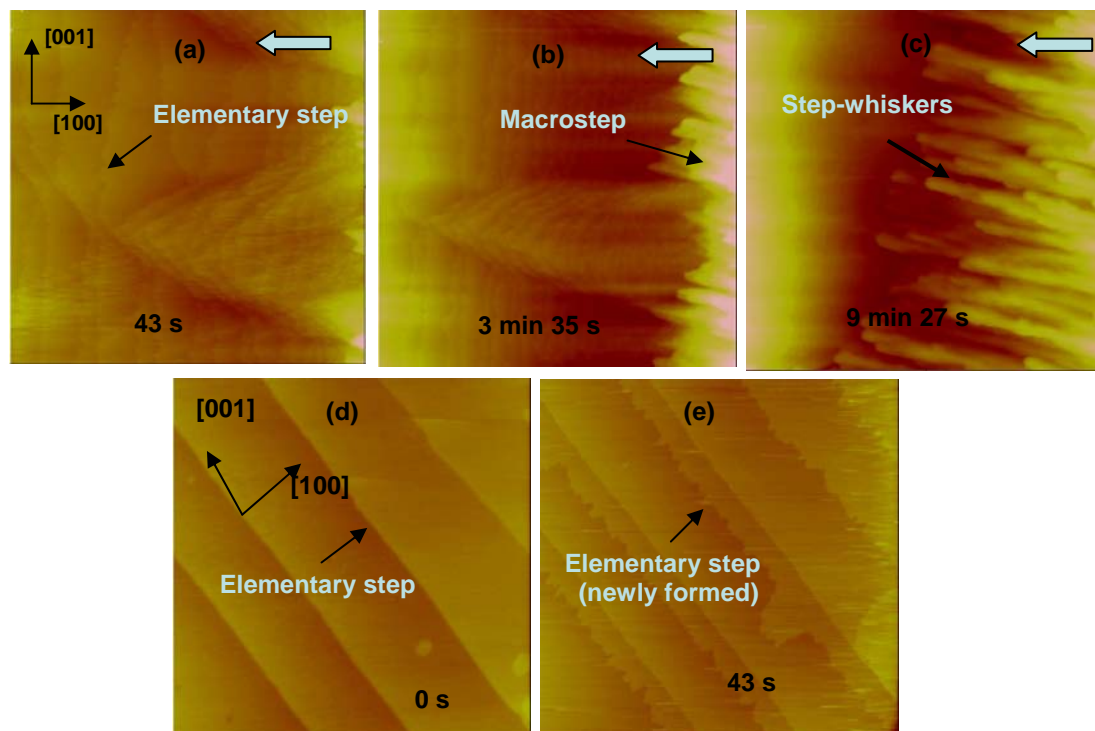 [001]
(a)
[100]
Elementary step
43 s
(b)
Macrostep
3 min 35 s
(c)
Step-whiskers
9 min 27 s
[001]
(d)
[100]
Elementary step
0 s
(e)
Elementary step
(newly formed)
43 s